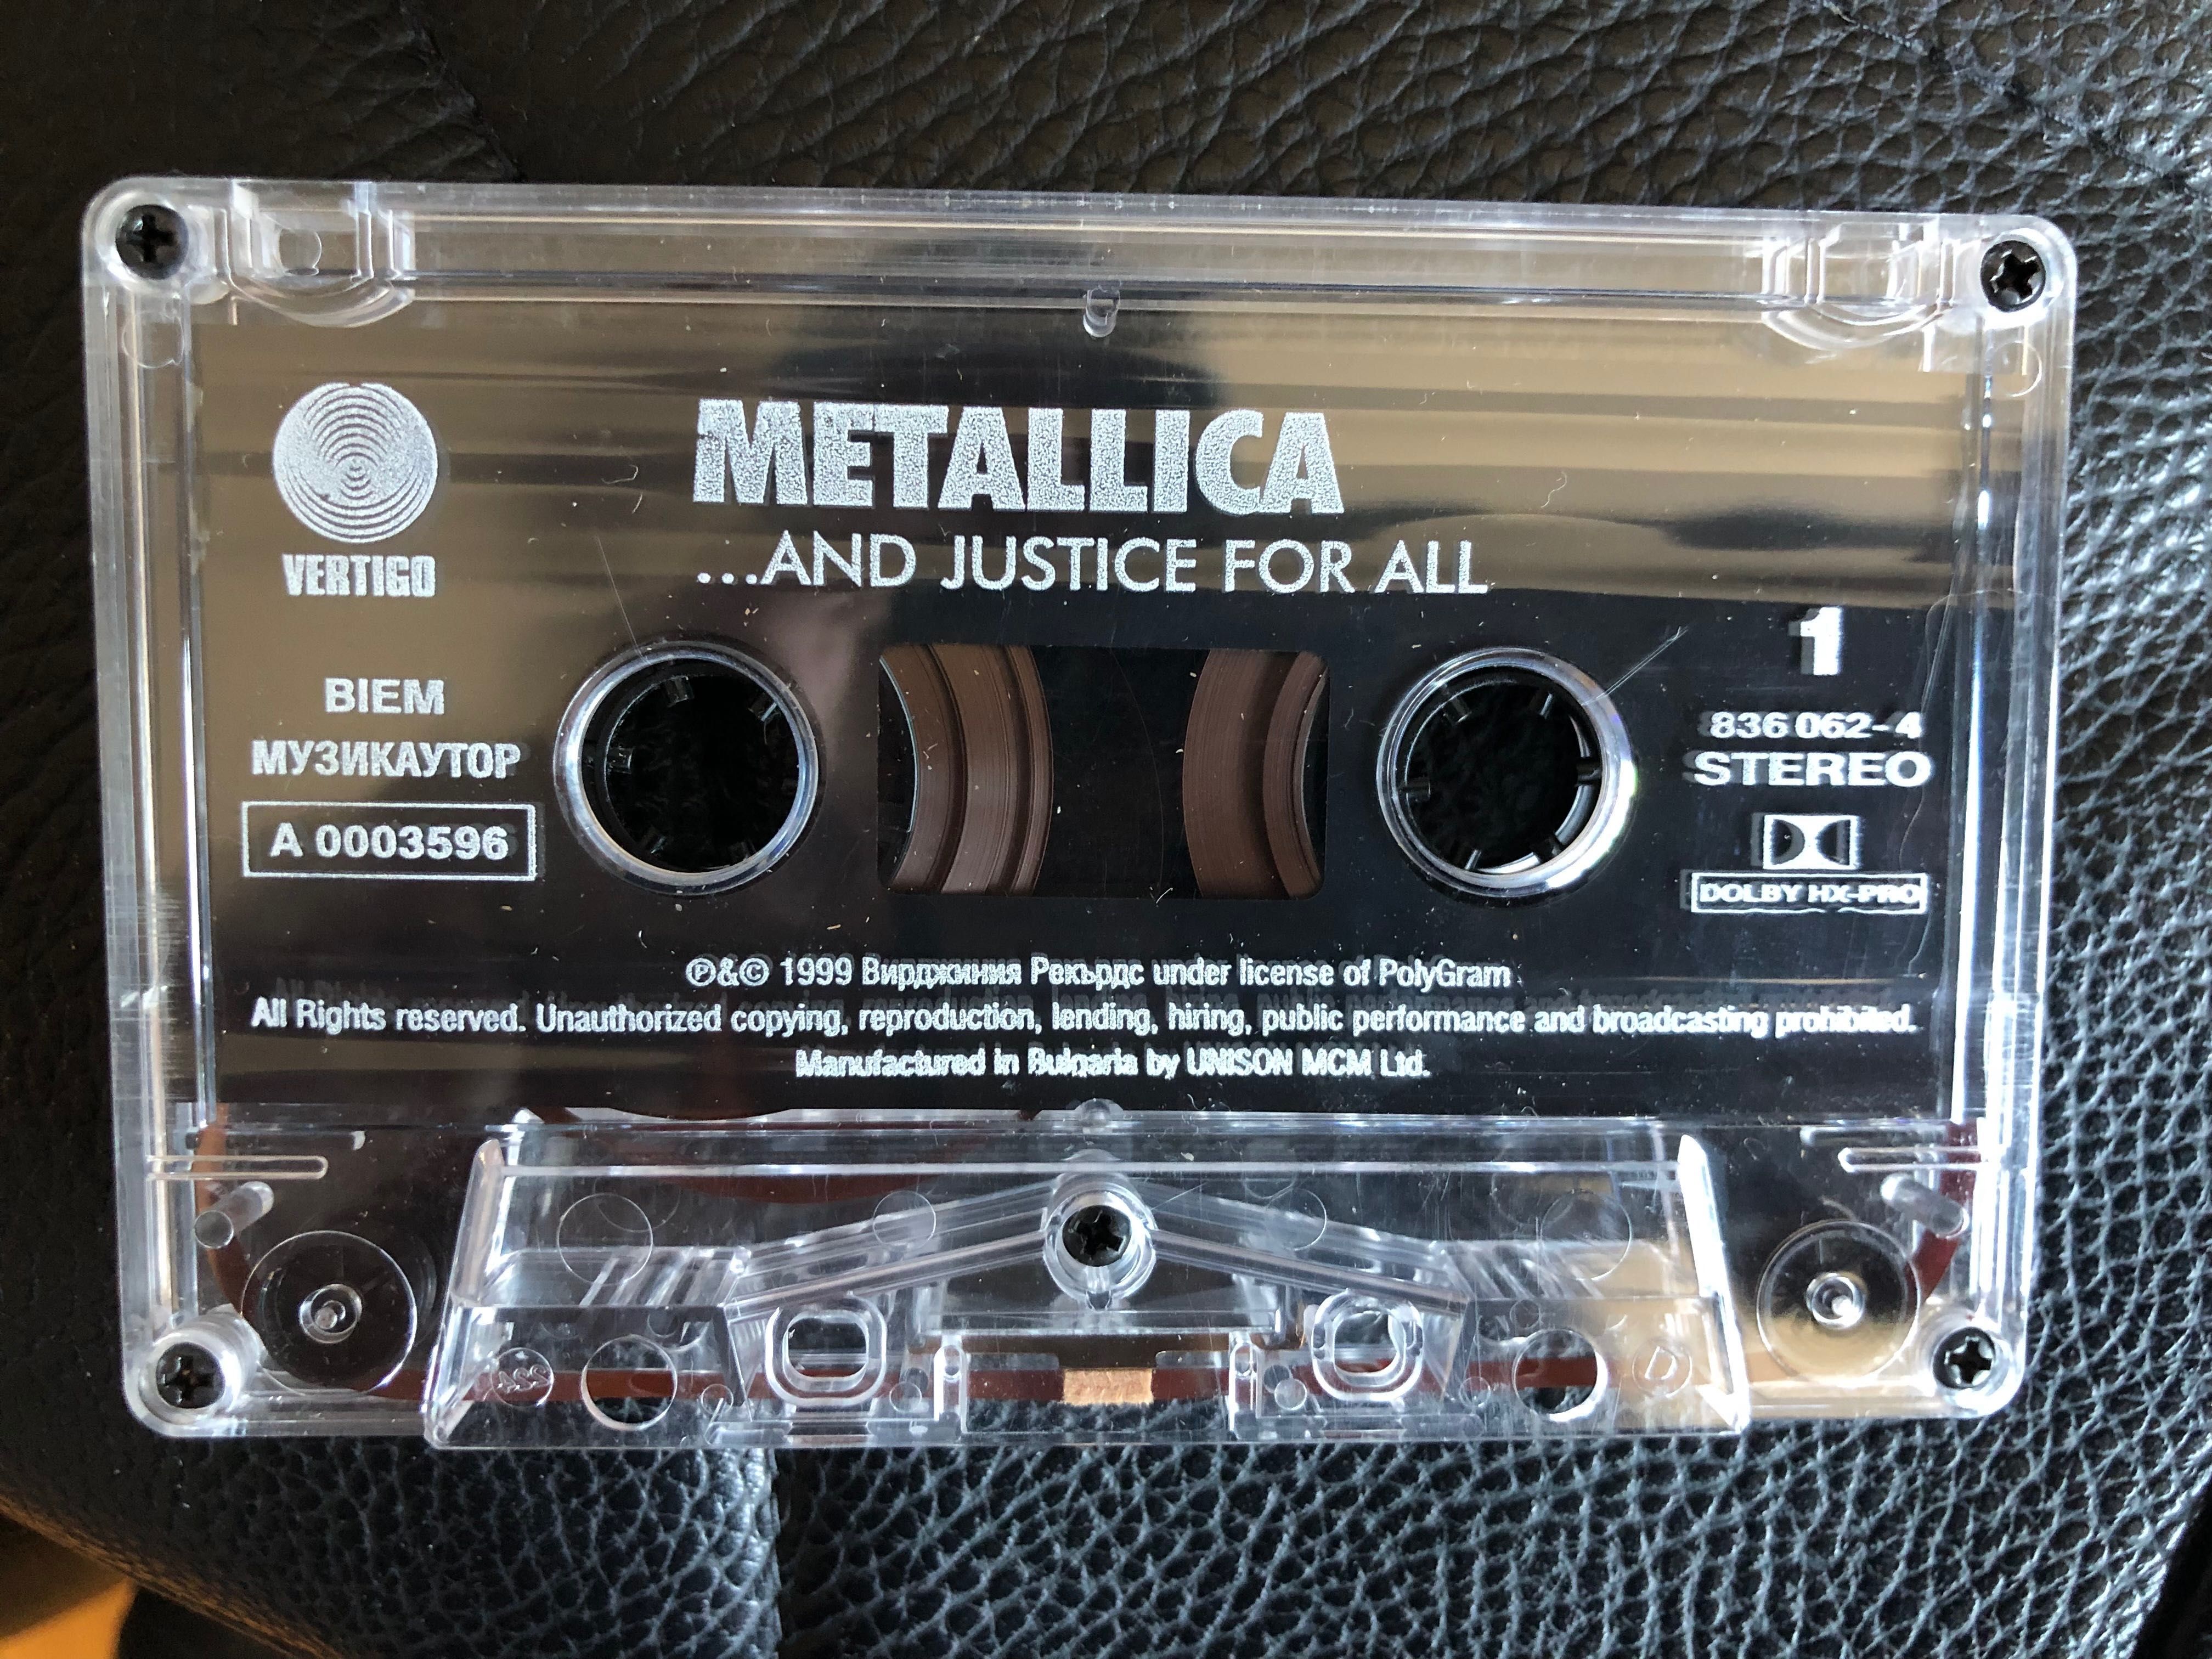 METALLICA
...AND JUSTICE FOR ALL
VERTIGO
BIEM
МУЗИКАУТОР
A 0003596
1
836 062-4
STEREO
DOLBY HX-PRO
℗&© 1999 Вирджиния Рекърдс under license of PolyGram
All Rights reserved. Unauthorized copying, reproduction, lending, hiring, public performance and broadcasting prohibited.
Manufactured in Bulgaria by UNISON MCM Ltd.
224
D